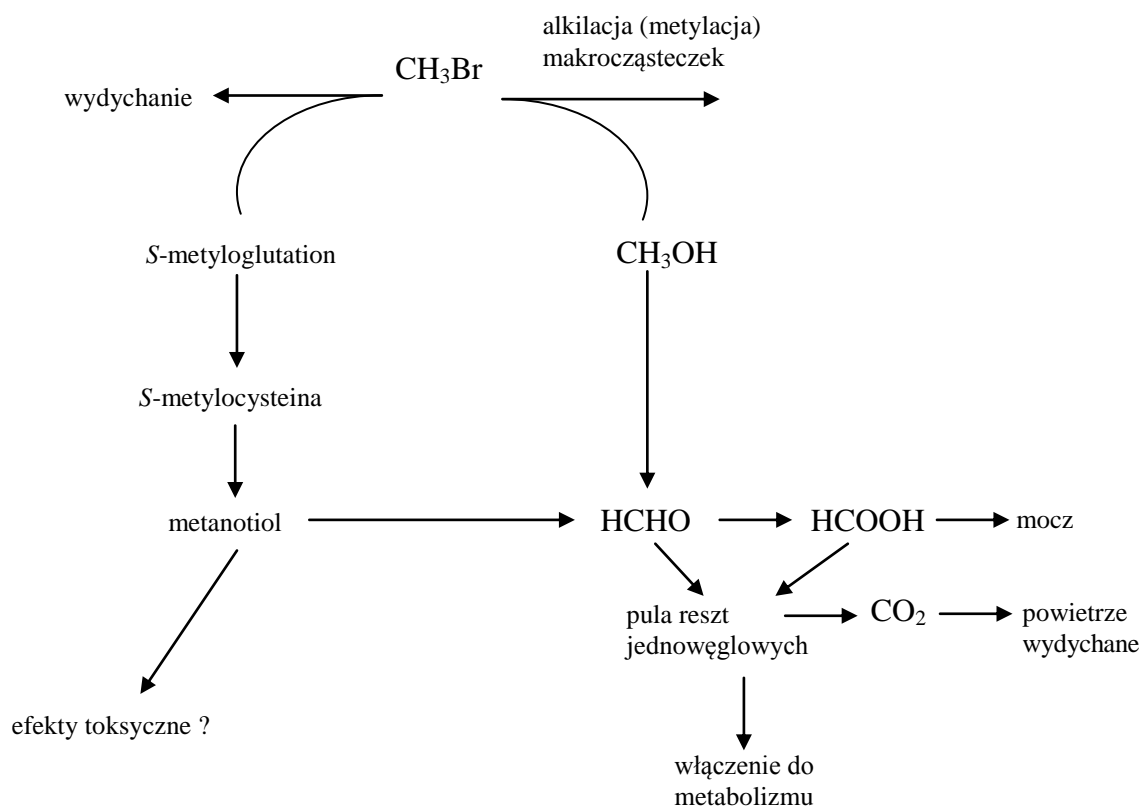 alkilacja (metylacja)
makrocząsteczek
CH₃Br
wydychanie
S-metyloglutation
CH₃OH
S-metylocysteina
metanotiol
HCHO
HCOOH
mocz
pula reszt
jednowęglowych
CO₂
powietrze
wydychane
efekty toksyczne ?
włączenie do
metabolizmu